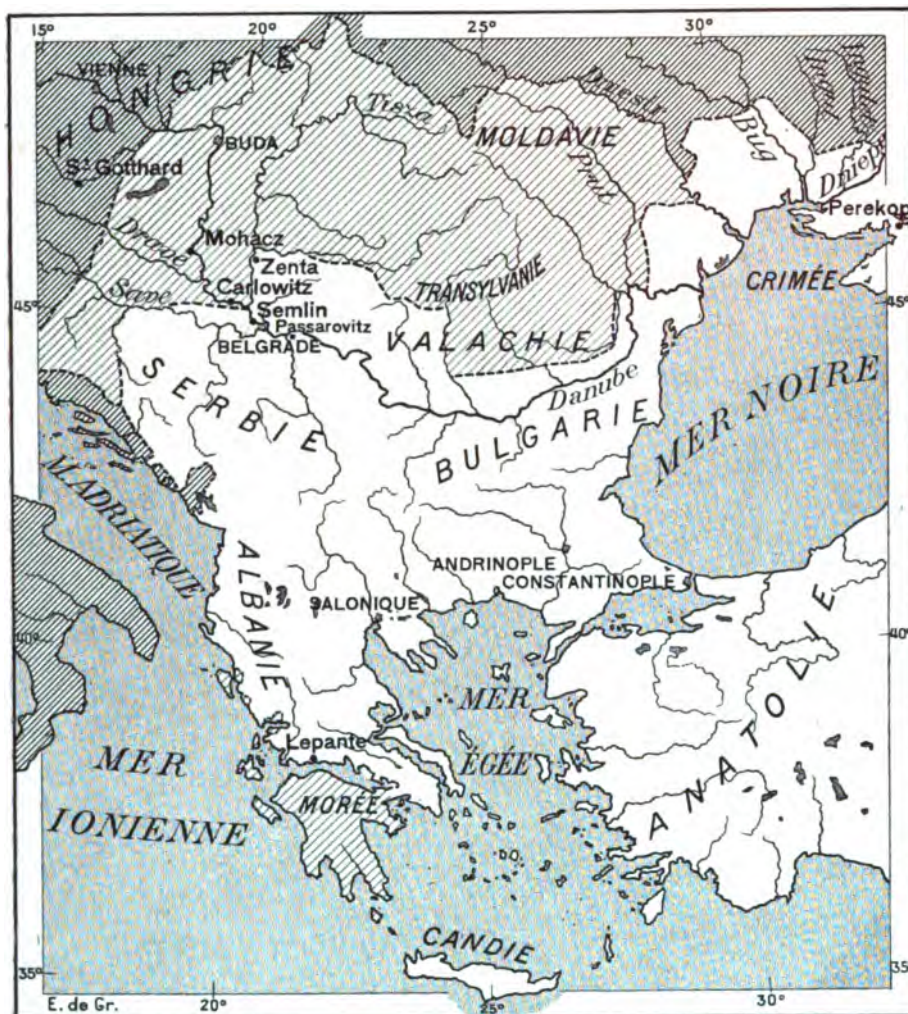 15°
20°
25°
30°
VIENNE
HONGRIE
Dniestr
Ingul
Tisza
BUDA
MOLDAVIE
Bug
Prut
Dniepr
St Gotthard
Perekop
Drave
Mohacz
Zenta
CRIMÉE
Carlowitz
TRANSYLVANIE
45°
45°
Save
Semlin
Passarovitz
BELGRADE
VALACHIE
MER NOIRE
Danube
SERBIE
BULGARIE
M. ADRIATIQUE
ANDRINOPLE
CONSTANTINOPLE
ALBANIE
SALONIQUE
40°
40°
MER
ÉGÉE
ANATOLIE
Lepante
MER
IONIENNE
MORÉE
CANDIE
35°
35°
E. de Gr.
20°
25°
30°